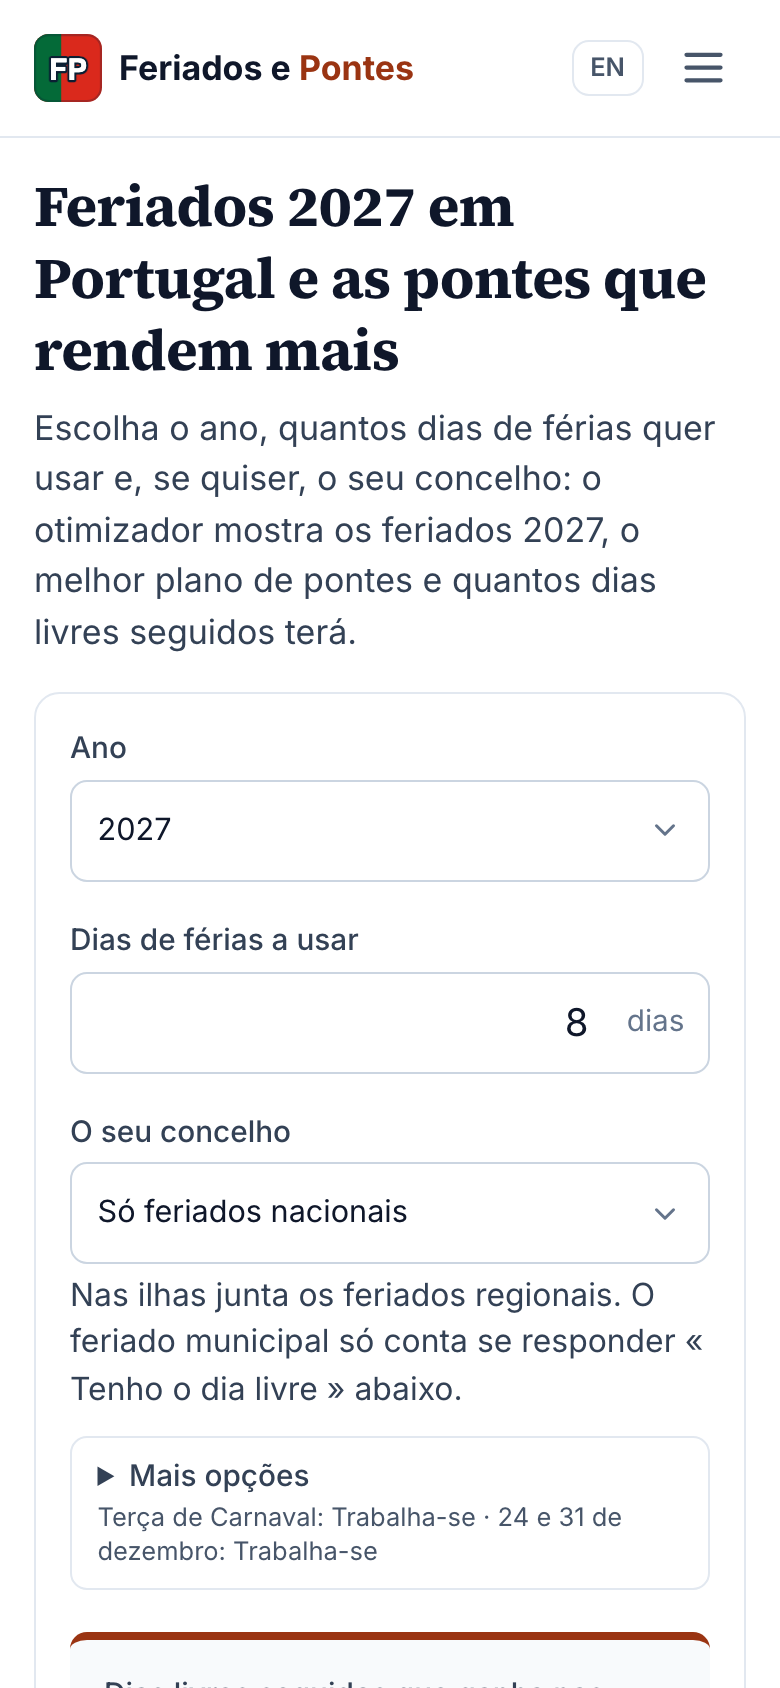 FP Feriados e Pontes EN
Feriados 2027 em
Portugal e as pontes que
rendem mais
Escolha o ano, quantos dias de férias quer
usar e, se quiser, o seu concelho: o
otimizador mostra os feriados 2027, o
melhor plano de pontes e quantos dias
livres seguidos terá.
Ano
2027
Dias de férias a usar
8 dias
O seu concelho
Só feriados nacionais
Nas ilhas junta os feriados regionais. O
feriado municipal só conta se responder «
Tenho o dia livre » abaixo.
Mais opções
Terça de Carnaval: Trabalha-se · 24 e 31 de
dezembro: Trabalha-se